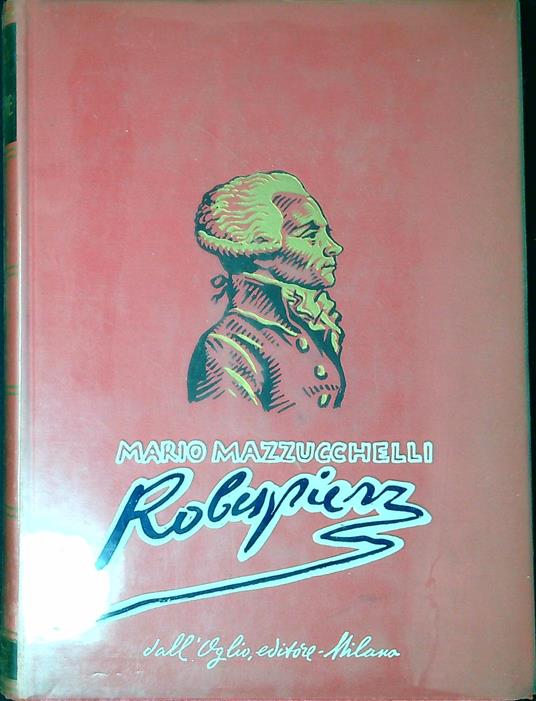 MARIO MAZZUCCHELLI
Robespierre
dall'Oglio, editore - Milano